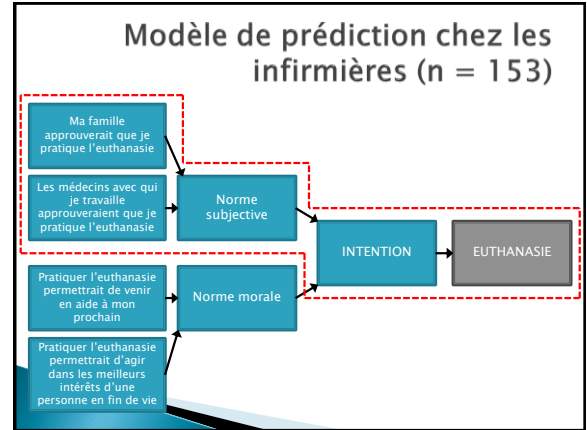 Modèle de prédiction chez les
infirmières (n = 153)
Ma famille
approuverait que je
pratique l'euthanasie
Les médecins avec qui
je travaille
approuveraient que je
pratique l'euthanasie
Norme
subjective
INTENTION
EUTHANASIE
Pratiquer l'euthanasie
permettrait de venir
en aide à mon
prochain
Norme morale
Pratiquer l'euthanasie
permettrait d'agir
dans les meilleurs
intérêts d'une
personne en fin de vie